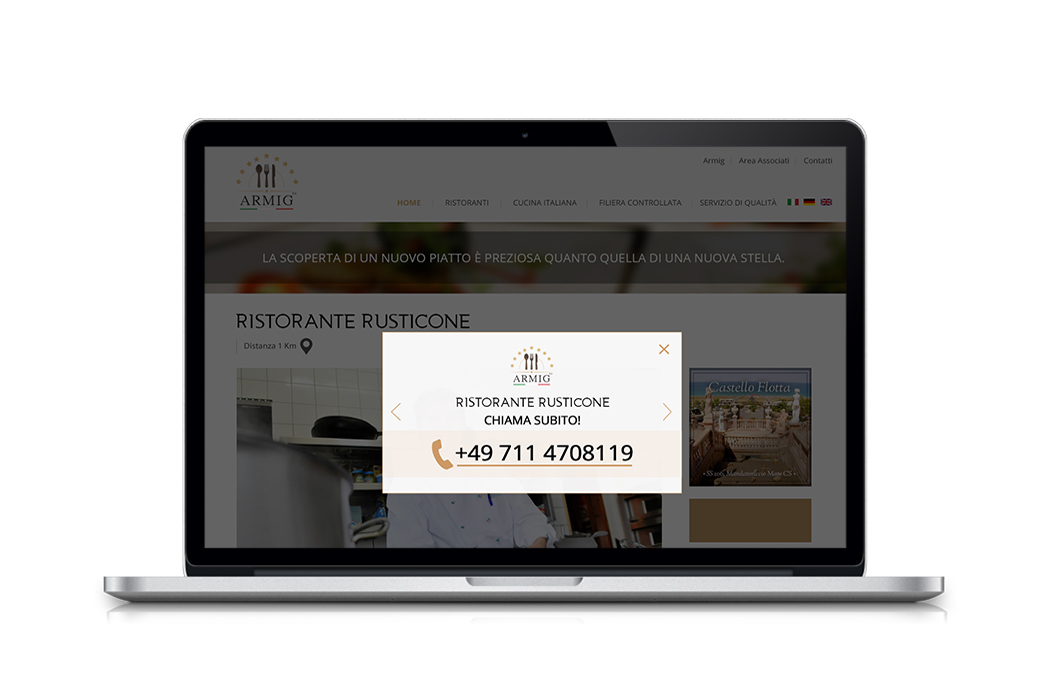 Armig Area Associati Contatti
ARMIG
HOME RISTORANTI CUCINA ITALIANA FILIERA CONTROLLATA SERVIZIO DI QUALITÀ
LA SCOPERTA DI UN NUOVO PIATTO È PREZIOSA QUANTO QUELLA DI UNA NUOVA STELLA.
RISTORANTE RUSTICONE
Distanza 1 Km
ARMIG
RISTORANTE RUSTICONE
CHIAMA SUBITO!
+49 711 4708119
Castello Flotta